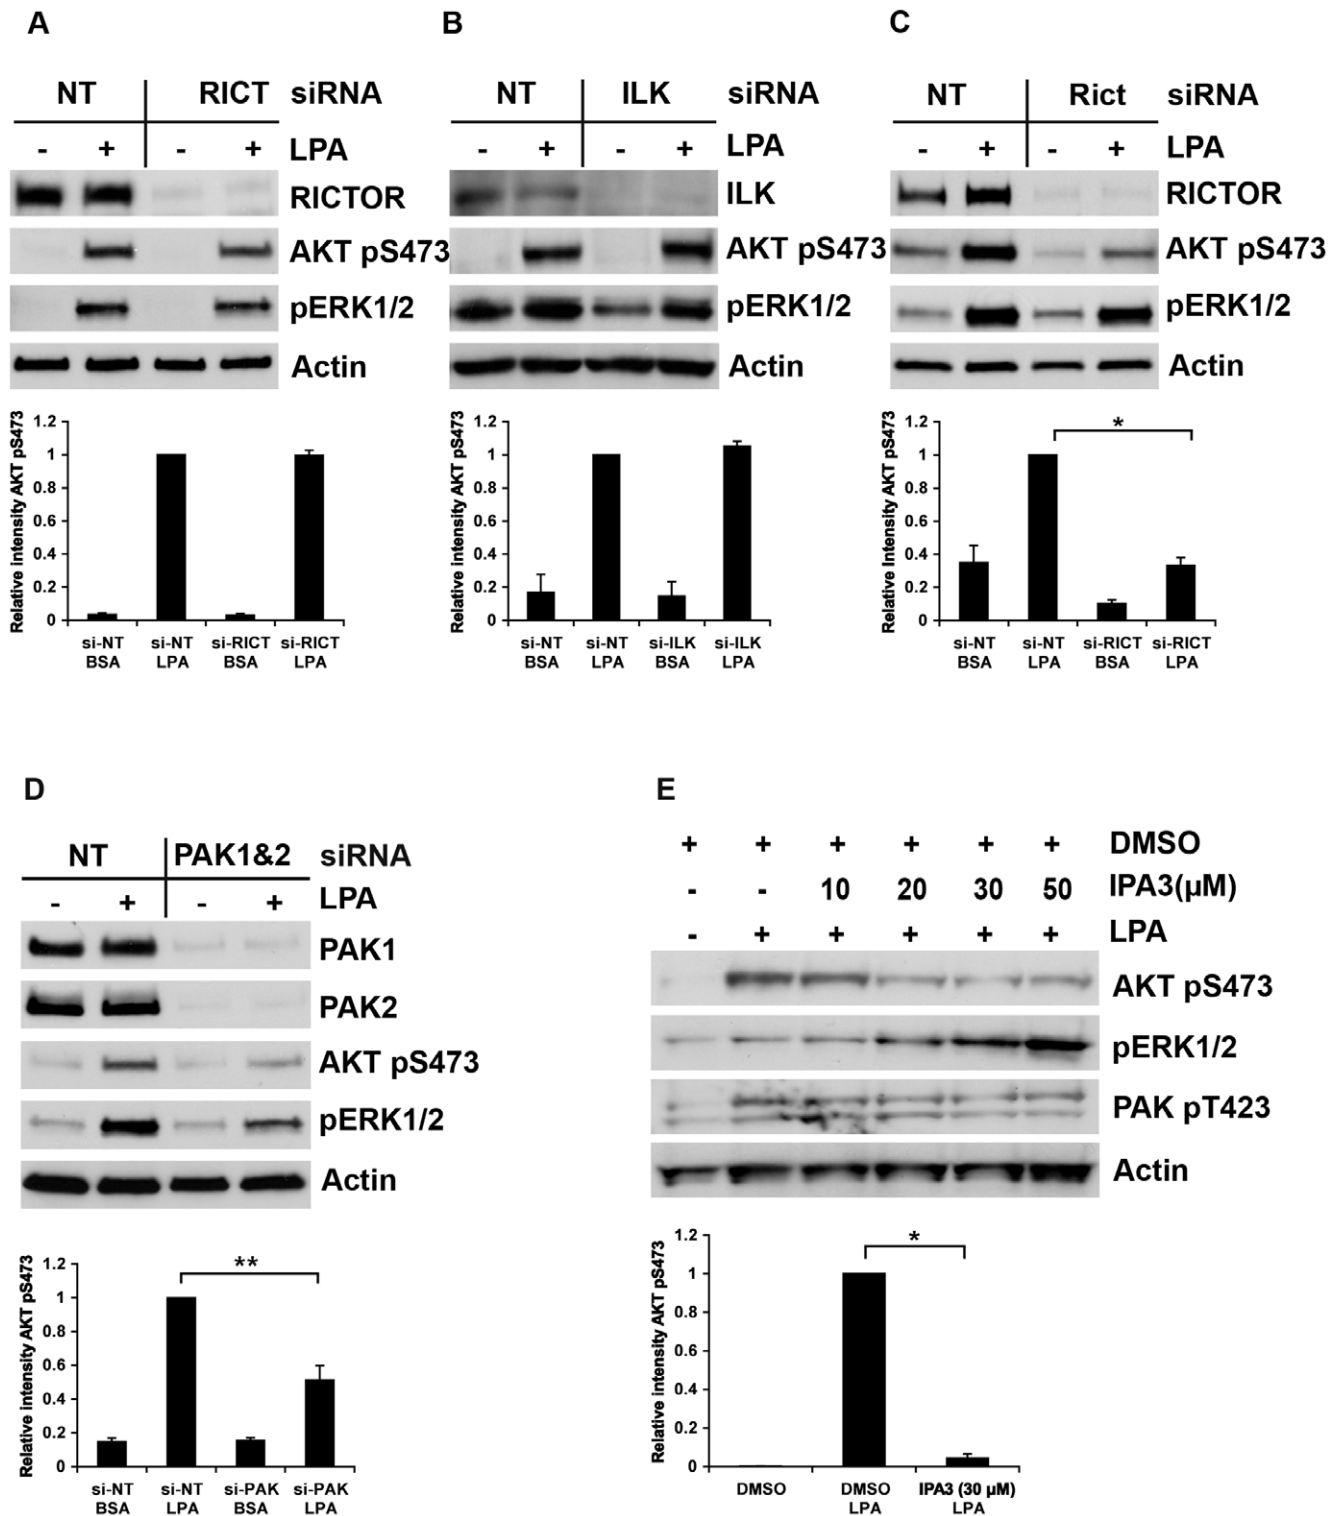 A
NT RICT siRNA
- + - + LPA
RICTOR
AKT pS473
pERK1/2
Actin
Relative intensity AKT pS473
1.2
1
0.8
0.6
0.4
0.2
0
si-NT si-NT si-RICT si-RICT
BSA LPA BSA LPA
B
NT ILK siRNA
- + - + LPA
ILK
AKT pS473
pERK1/2
Actin
Relative intensity AKT pS473
1.2
1
0.8
0.6
0.4
0.2
0
si-NT si-NT si-ILK si-ILK
BSA LPA BSA LPA
C
NT Rict siRNA
- + - + LPA
RICTOR
AKT pS473
pERK1/2
Actin
Relative Intensity AKT pS473
1.2
1
0.8
0.6
0.4
0.2
0
*
si-NT si-NT si-RICT si-RICT
BSA LPA BSA LPA
D
NT PAK1&2 siRNA
- + - + LPA
PAK1
PAK2
AKT pS473
pERK1/2
Actin
Relative intensity AKT pS473
1.2
1
0.8
0.6
0.4
0.2
0
**
si-NT si-NT si-PAK si-PAK
BSA LPA BSA LPA
E
+ + + + + + DMSO
- - 10 20 30 50 IPA3(µM)
- + + + + + LPA
AKT pS473
pERK1/2
PAK pT423
Actin
Relative intensity AKT pS473
1.2
1
0.8
0.6
0.4
0.2
0
*
DMSO DMSO IPA3 (30 µM)
LPA LPA